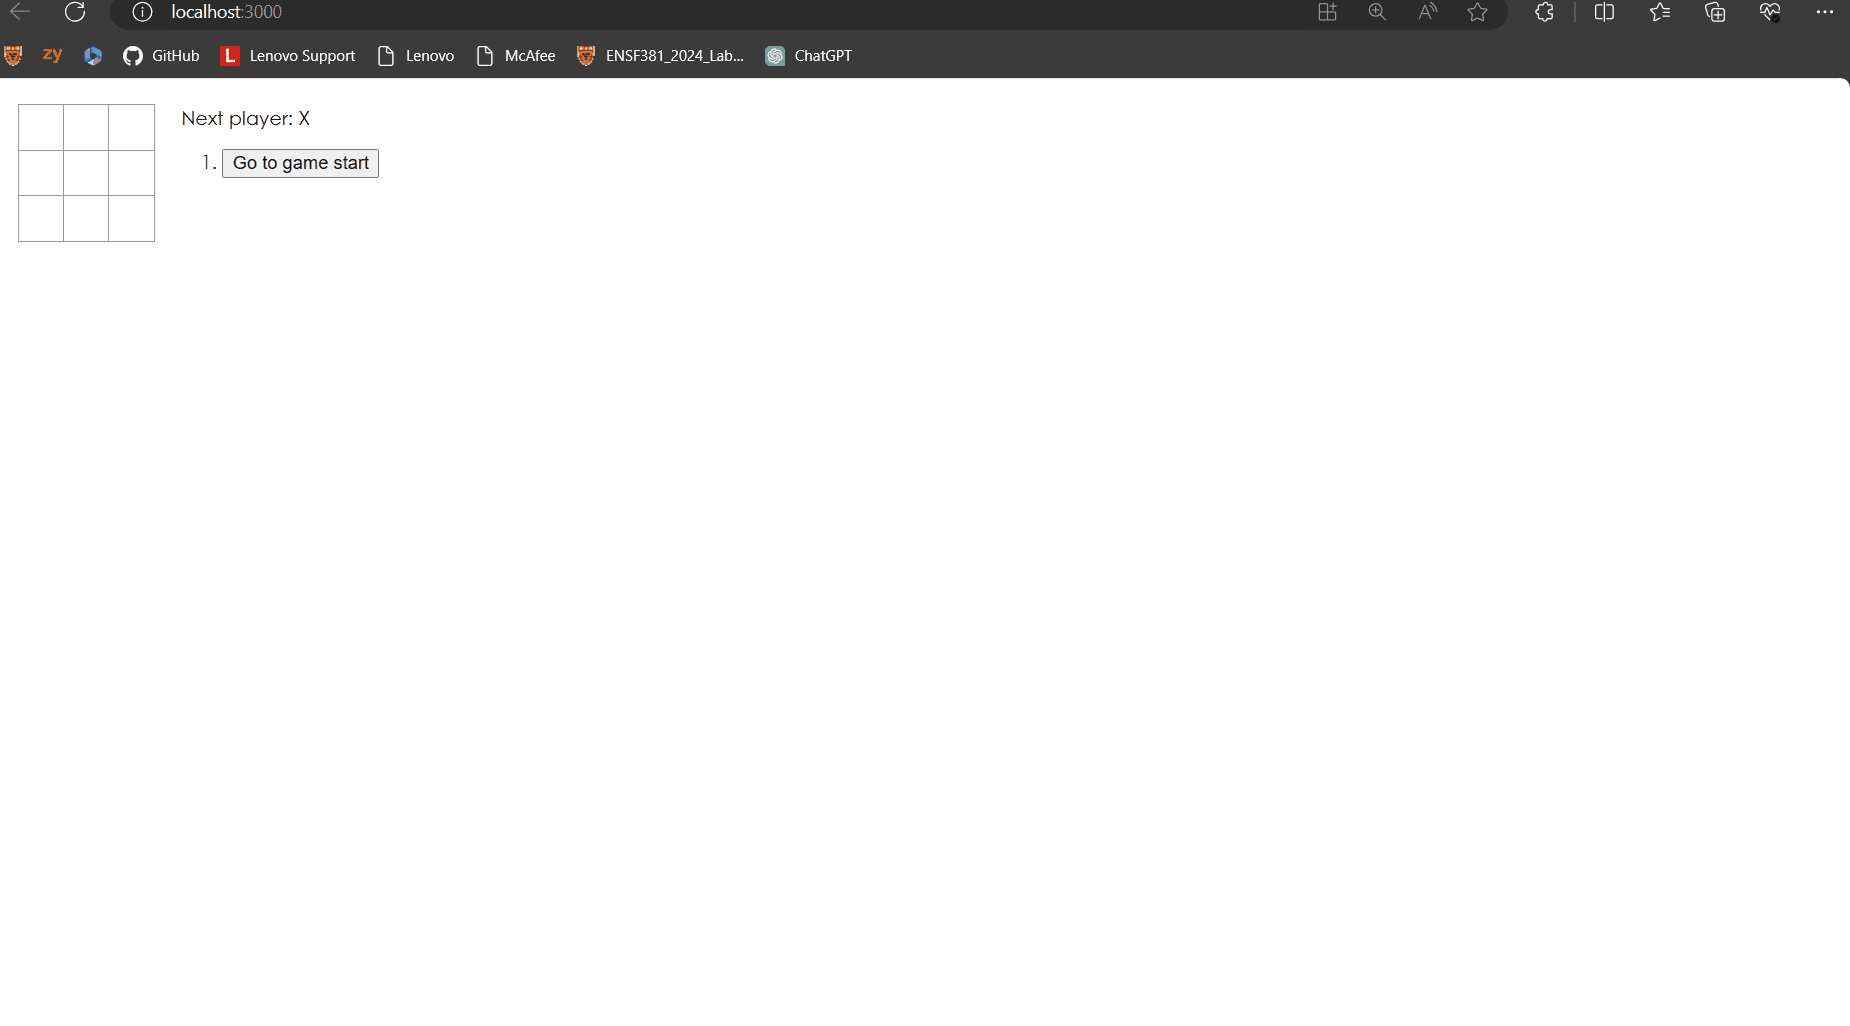 localhost:3000
zy GitHub L Lenovo Support Lenovo McAfee ENSF381_2024_Lab... ChatGPT
Next player: X
1. Go to game start